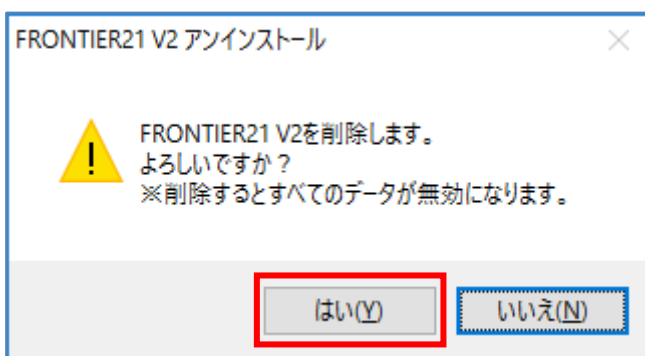 FRONTIER21 V2 アンインストール
FRONTIER21 V2を削除します。
よろしいですか？
※削除するとすべてのデータが無効になります。
はい(Y)
いいえ(N)